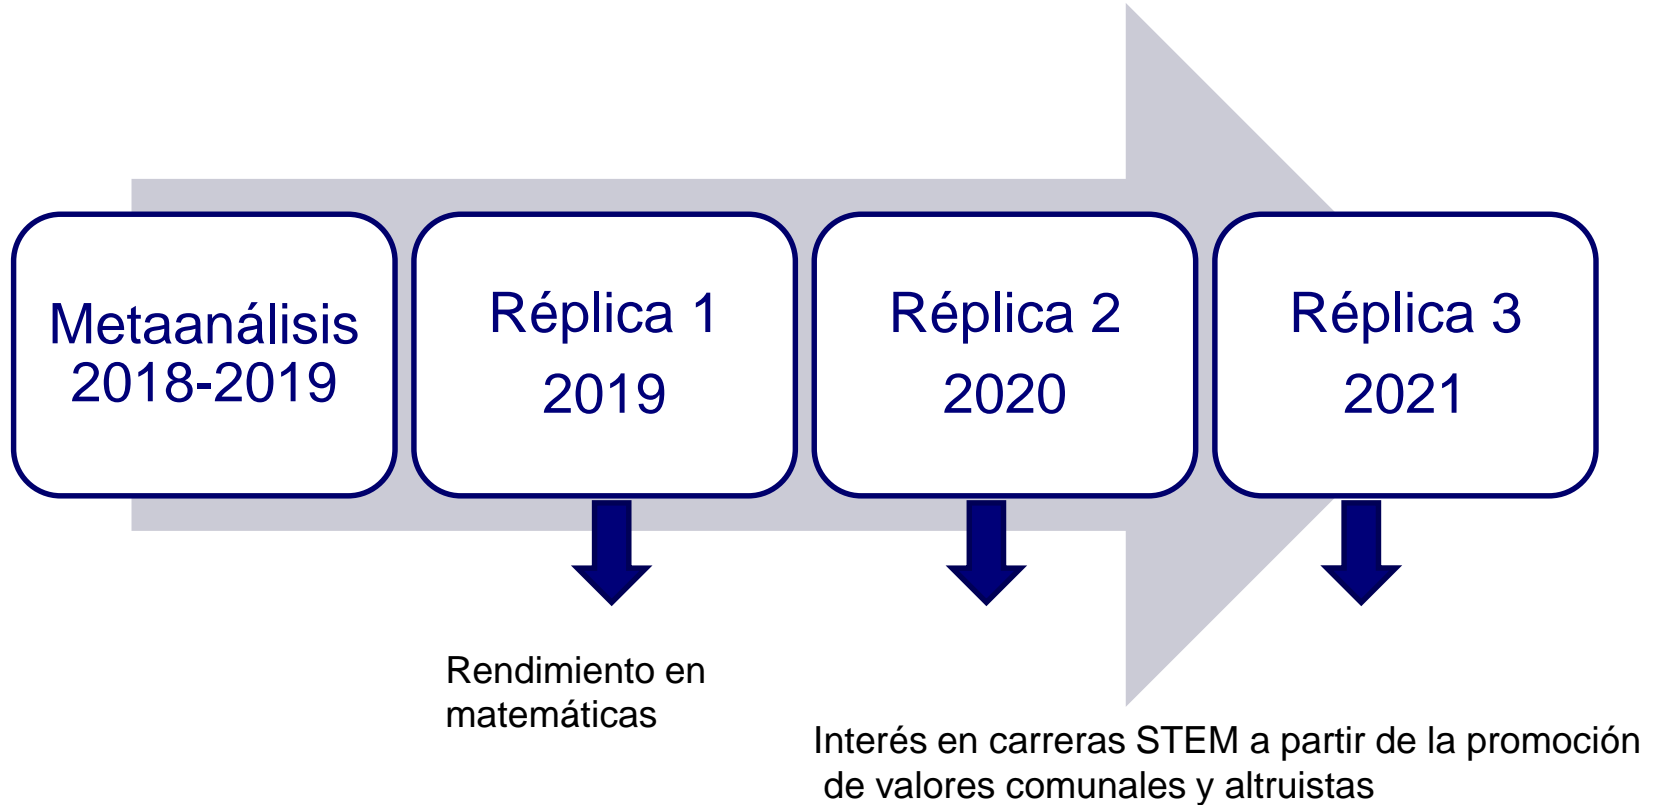 Metaanálisis
2018-2019
Réplica 1
2019
Réplica 2
2020
Réplica 3
2021
Rendimiento en
matemáticas
Interés en carreras STEM a partir de la promoción
de valores comunales y altruistas